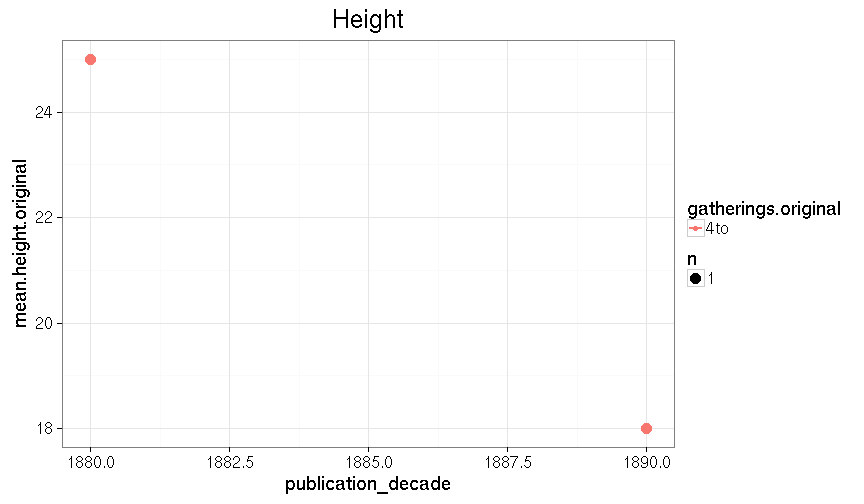 Height
mean.height.original
24
22
20
18
1880.0 1882.5 1885.0 1887.5 1890.0
publication_decade
gatherings.original
4to
n
1